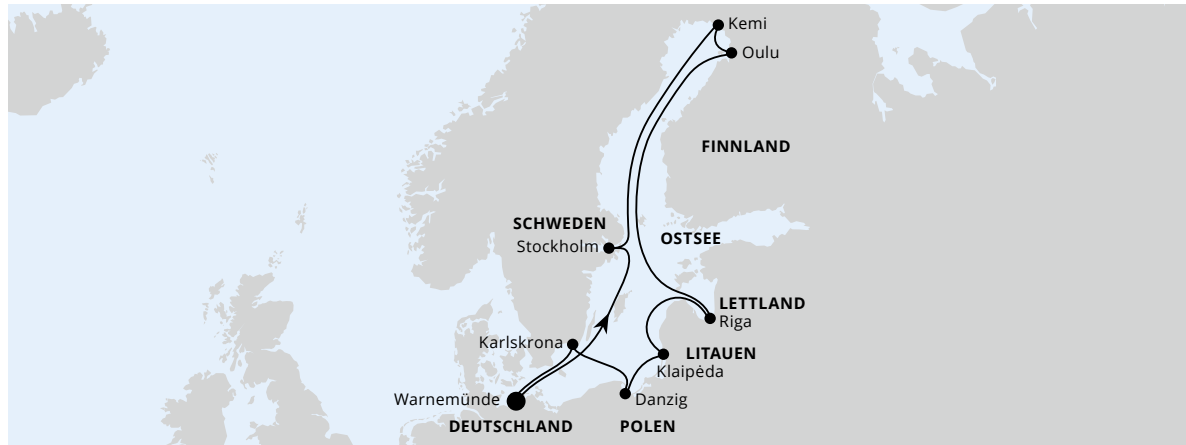 Kemi
Oulu
FINNLAND
SCHWEDEN
Stockholm
OSTSEE
LETTLAND
Riga
Karlskrona
LITAUEN
Klaipėda
Warnemünde
Danzig
DEUTSCHLAND
POLEN